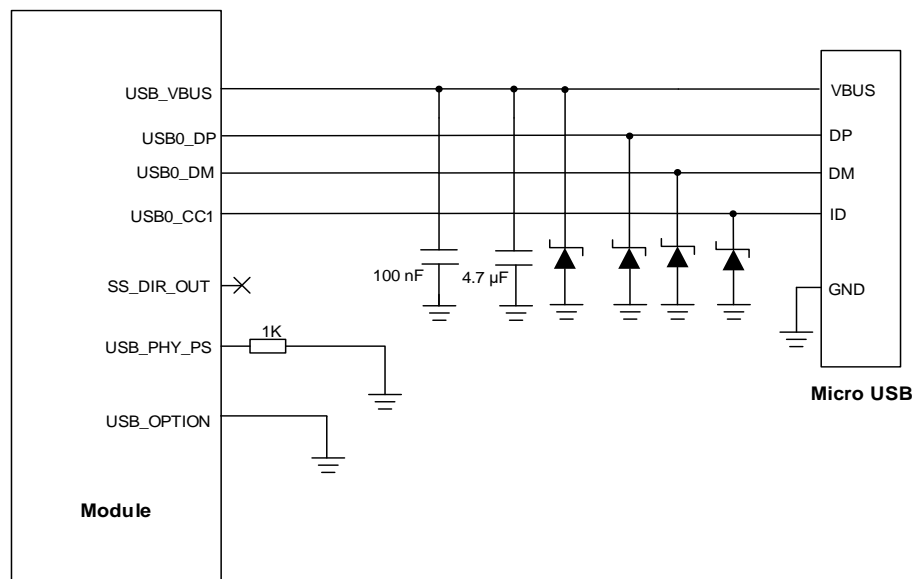 USB_VBUS
VBUS
USB0_DP
DP
USB0_DM
DM
USB0_CC1
ID
100 nF
4.7 µF
SS_DIR_OUT
GND
USB_PHY_PS
1K
Micro USB
USB_OPTION
Module